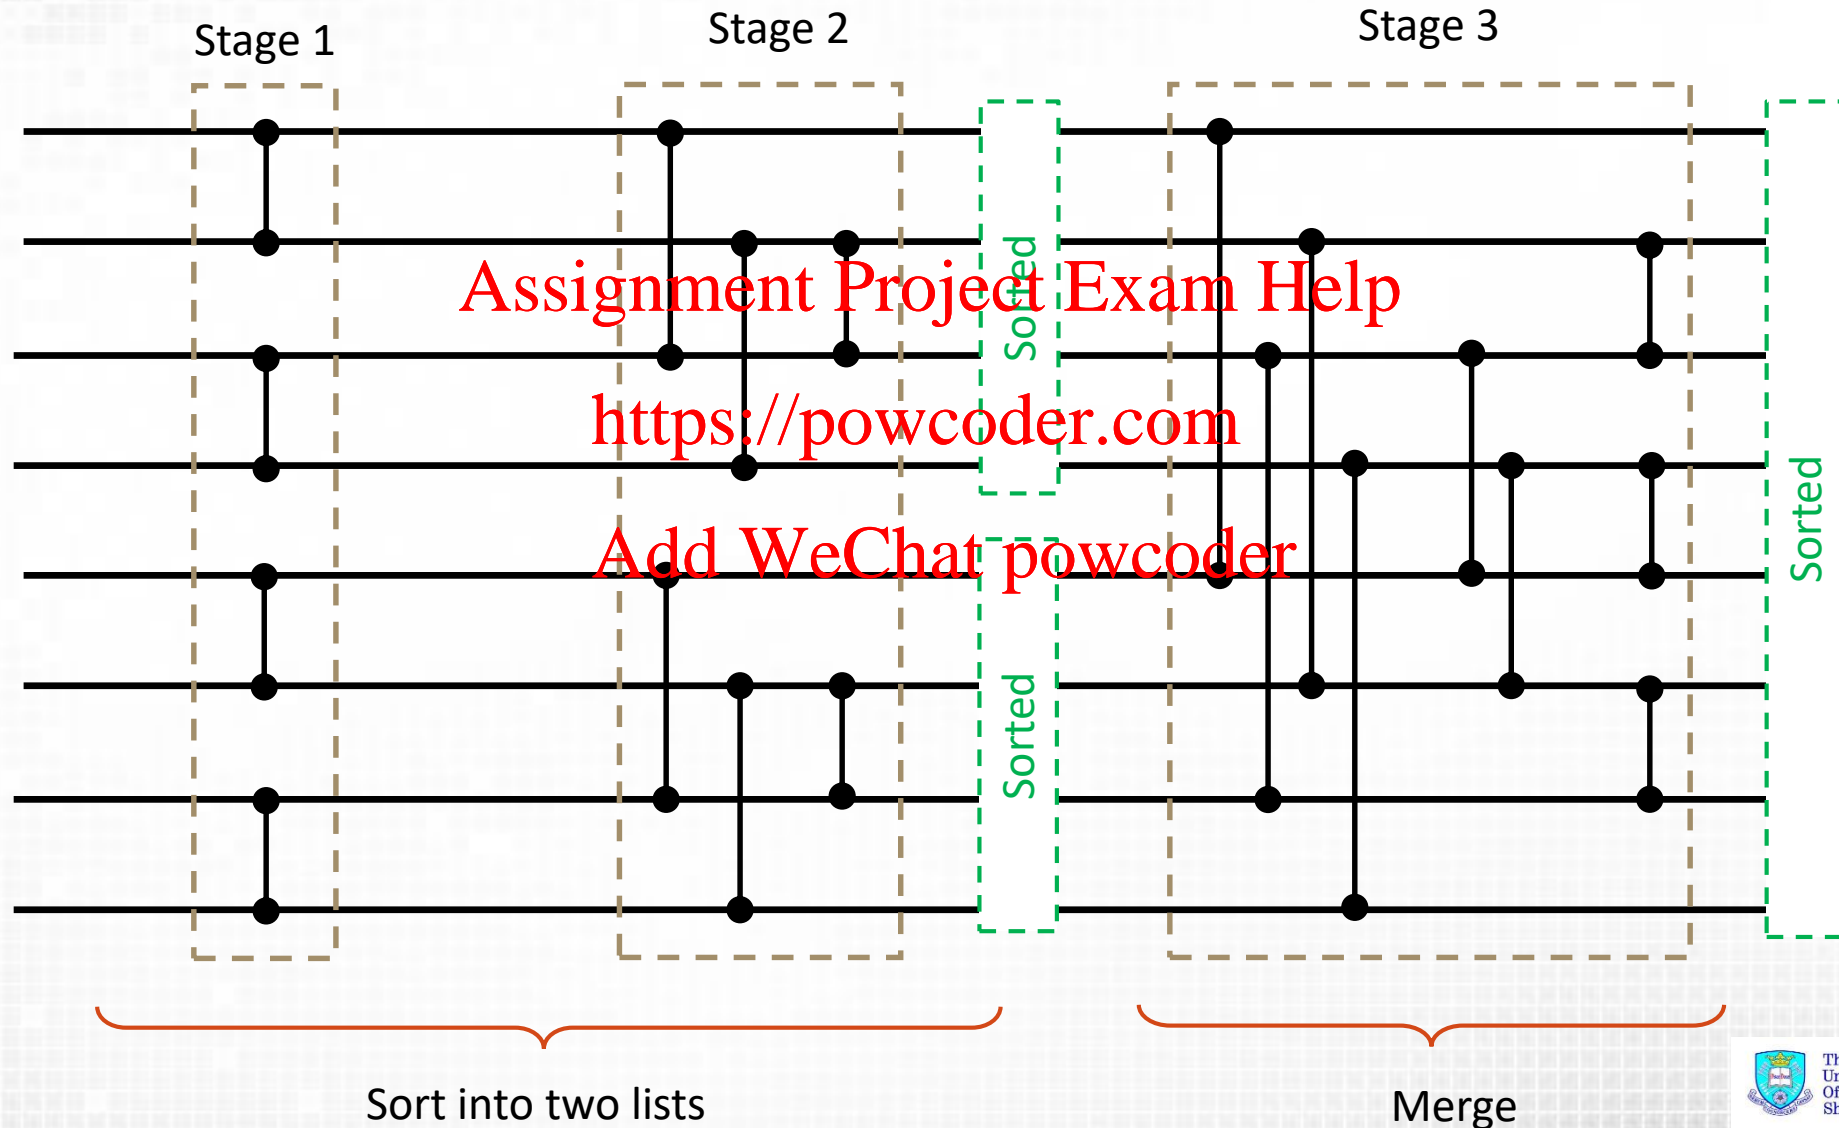 Stage 1
Stage 2
Stage 3
Assignment Project Exam Help
Sorted
https://powcoder.com
Add WeChat powcoder
Sorted
Sorted
Sort into two lists
Merge